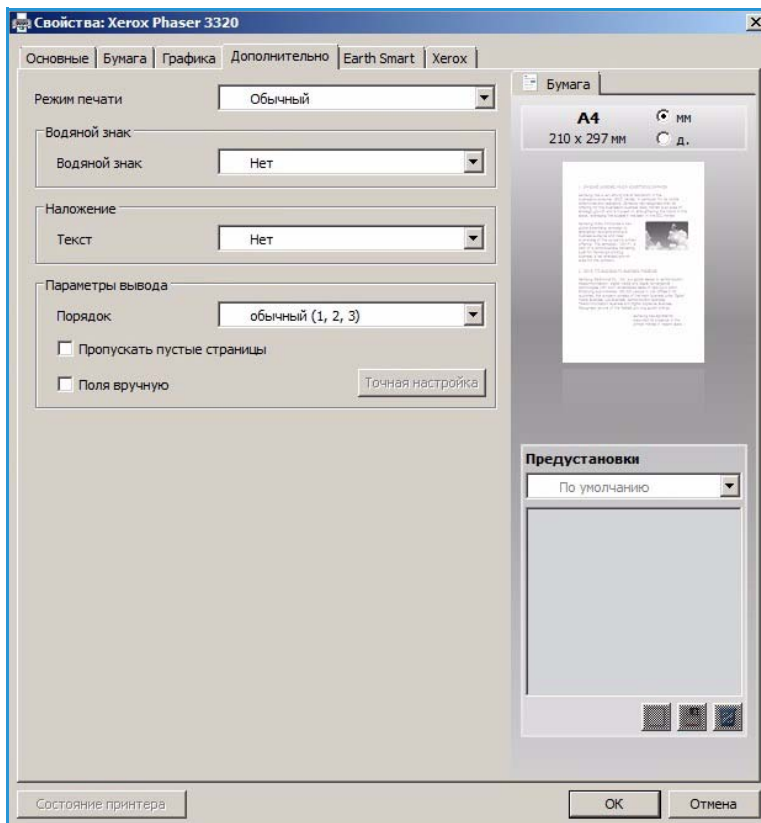 Свойства: Xerox Phaser 3320
Основные
Бумага
Графика
Дополнительно
Earth Smart
Xerox
Режим печати
Обычный
Водяной знак
Водяной знак
Нет
Наложение
Текст
Нет
Параметры вывода
Порядок
обычный (1, 2, 3)
Пропускать пустые страницы
Поля вручную
Точная настройка
Бумага
A4
210 x 297 мм
мм
д.
Предустановки
По умолчанию
Состояние принтера
OK
Отмена